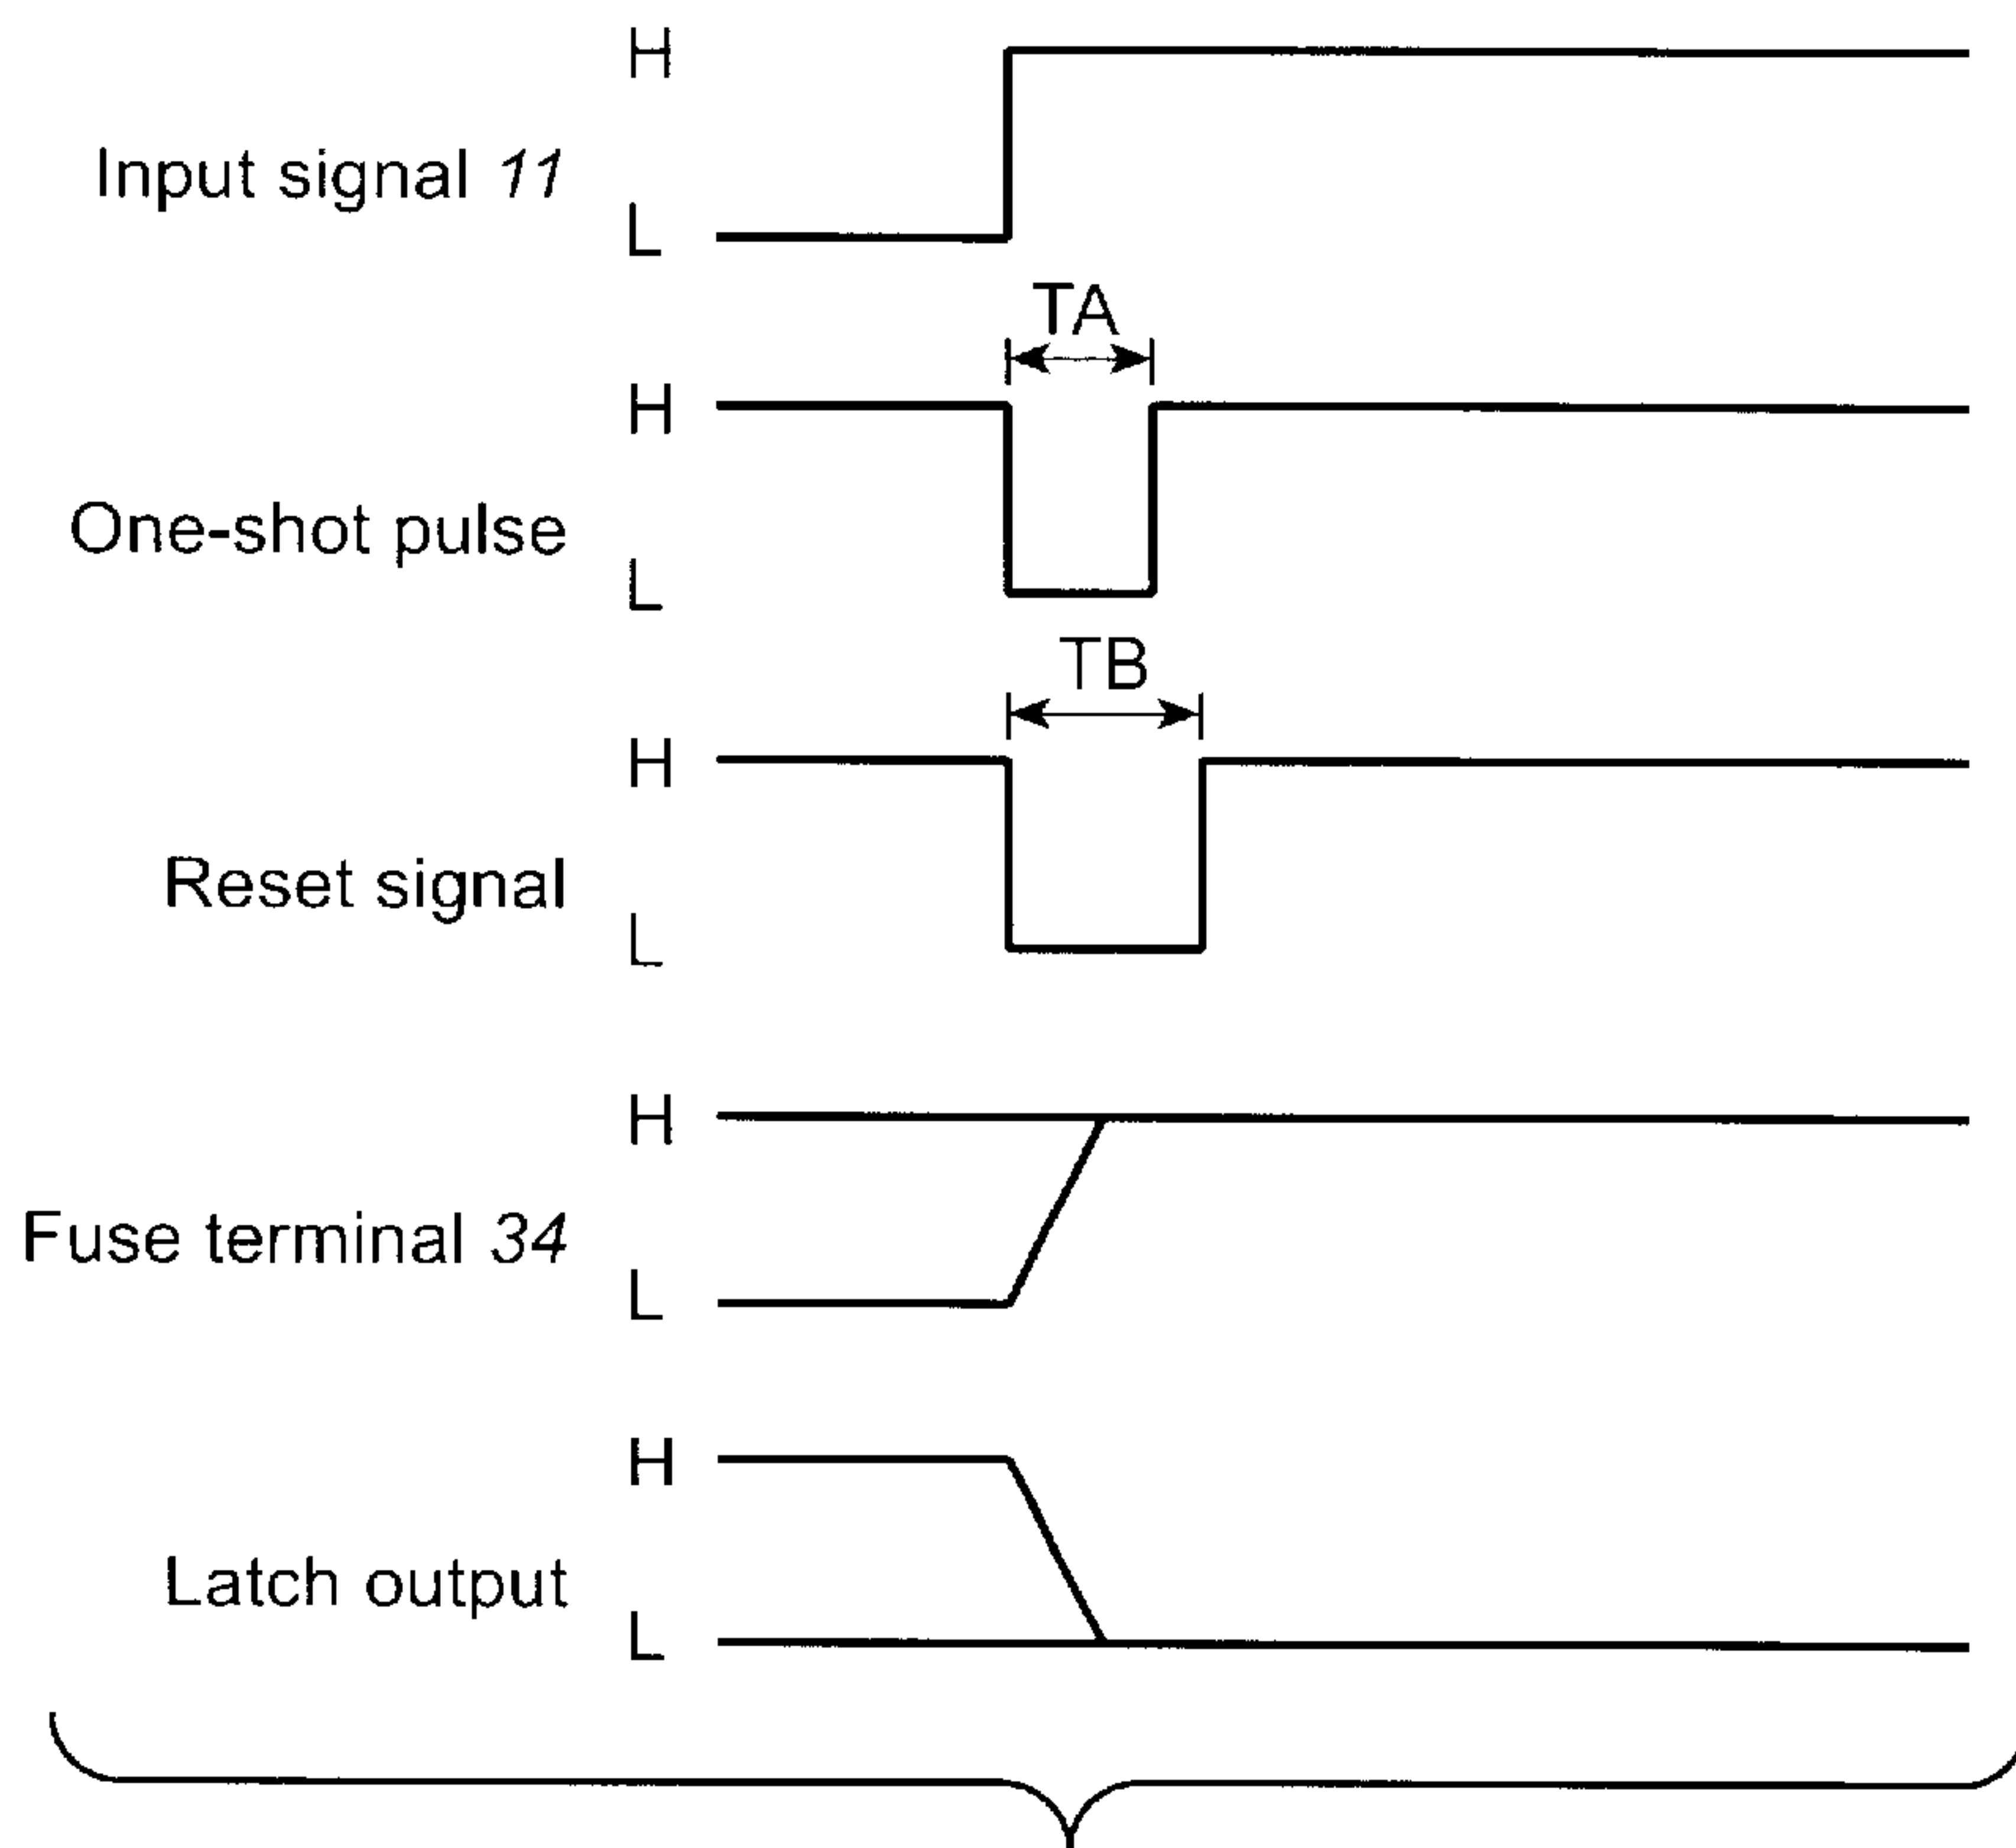 H
Input signal 11
L
TA
H
One-shot pulse
L
TB
H
Reset signal
L
H
Fuse terminal 34
L
H
Latch output
L